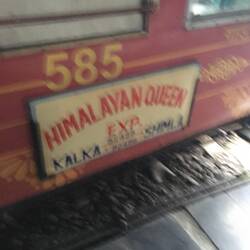 585
HIMALAYAN QUEEN
EXP.
KALKA SHIMLA